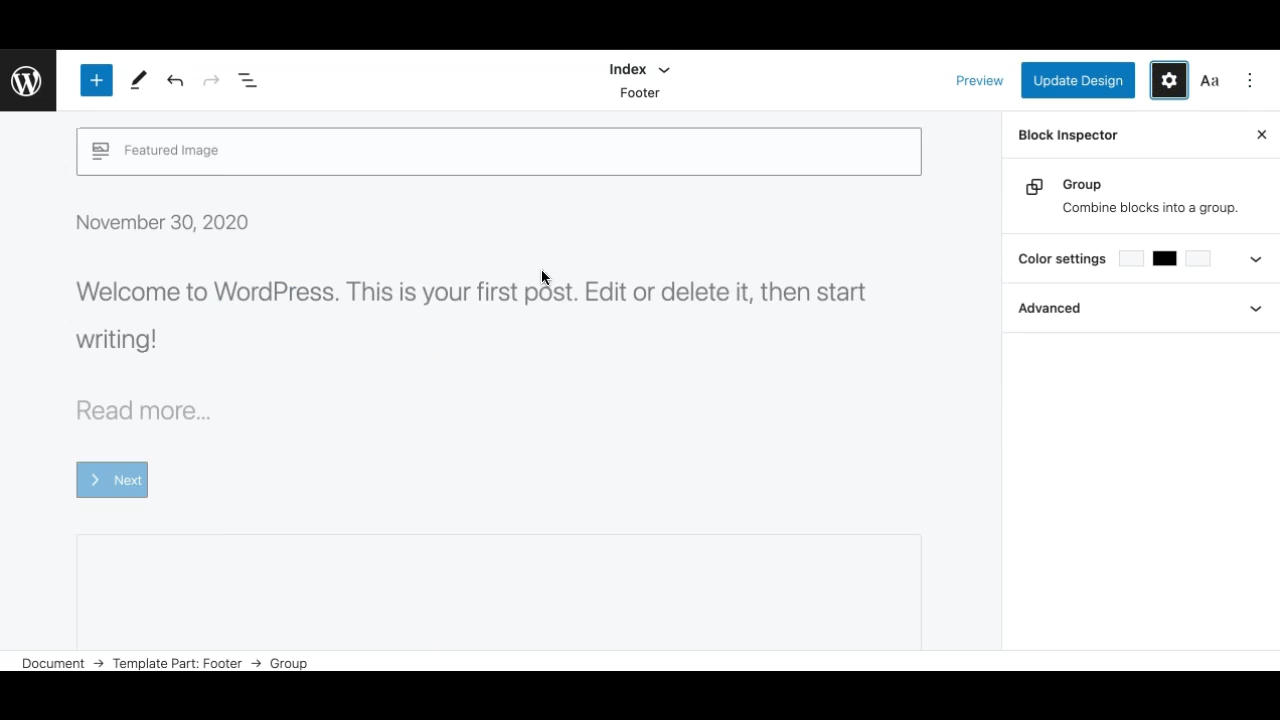 Index
Footer
Preview
Update Design
Aa
Featured Image
November 30, 2020
Welcome to WordPress. This is your first post. Edit or delete it, then start
writing!
Read more...
Next
Block Inspector
Group
Combine blocks into a group.
Color settings
Advanced
Document → Template Part: Footer → Group